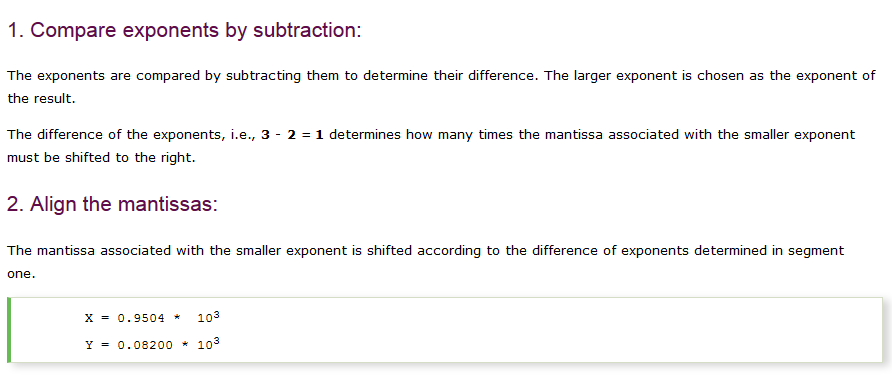 1. Compare exponents by subtraction:
The exponents are compared by subtracting them to determine their difference. The larger exponent is chosen as the exponent of
the result.
The difference of the exponents, i.e., 3 - 2 = 1 determines how many times the mantissa associated with the smaller exponent
must be shifted to the right.
2. Align the mantissas:
The mantissa associated with the smaller exponent is shifted according to the difference of exponents determined in segment
one.
X = 0.9504 * 10³
Y = 0.08200 * 10³